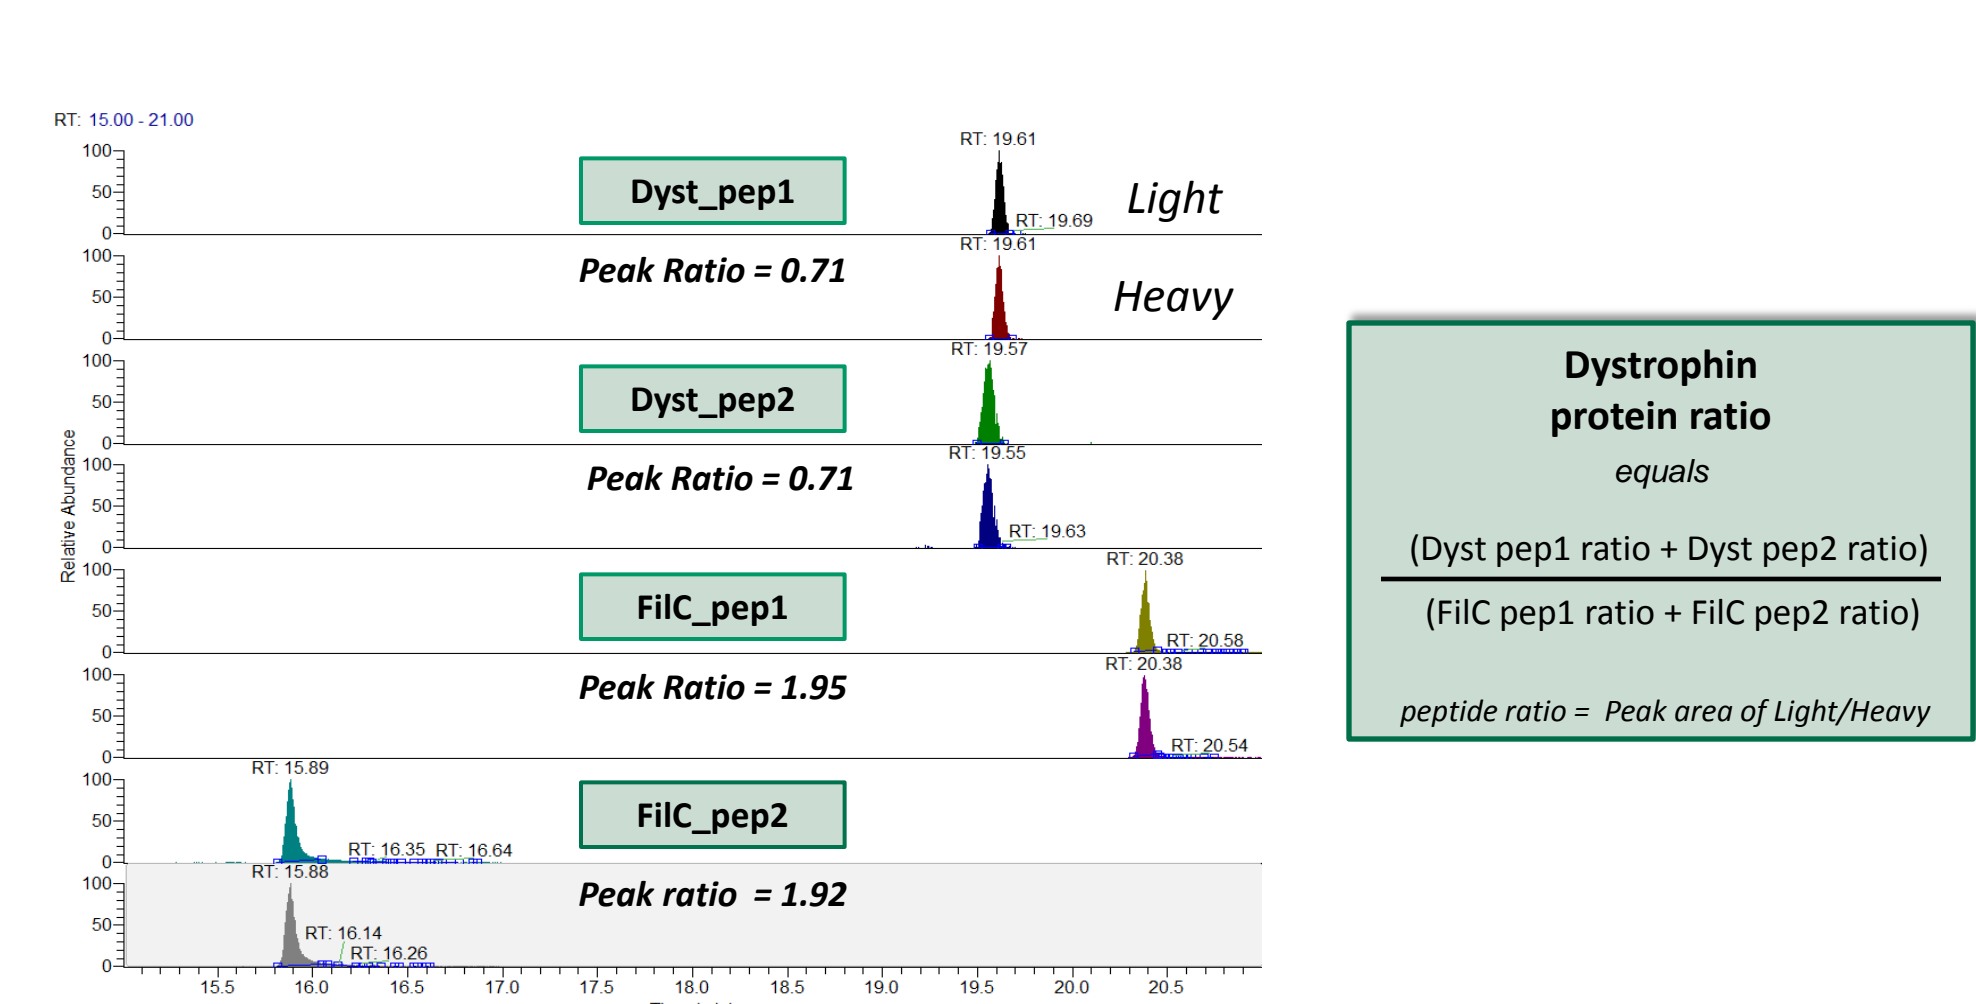 RT: 15.00 - 21.00
RT: 19.61
100
50
0
Dyst_pep1
Light
RT: 19.69
RT: 19.61
100
50
0
Peak Ratio = 0.71
Heavy
RT: 19.57
100
50
0
Dyst_pep2
RT: 19.55
100
50
0
Peak Ratio = 0.71
RT: 19.63
Relative Abundance
RT: 20.38
100
50
0
FilC_pep1
RT: 20.58
RT: 20.38
100
50
0
Peak Ratio = 1.95
RT: 20.54
RT: 15.89
100
50
0
FilC_pep2
RT: 16.35 RT: 16.64
RT: 15.88
100
50
0
Peak ratio = 1.92
RT: 16.14
RT: 16.26
15.5 16.0 16.5 17.0 17.5 18.0 18.5 19.0 19.5 20.0 20.5
Dystrophin
protein ratio
equals
(Dyst pep1 ratio + Dyst pep2 ratio)
(FilC pep1 ratio + FilC pep2 ratio)
peptide ratio = Peak area of Light/Heavy